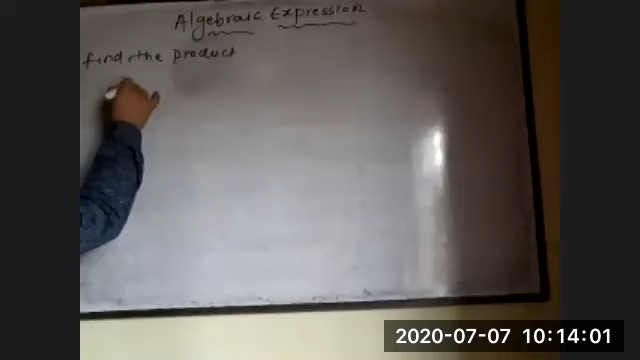 Algebraic Expression
find the product
2020-07-07 10:14:01